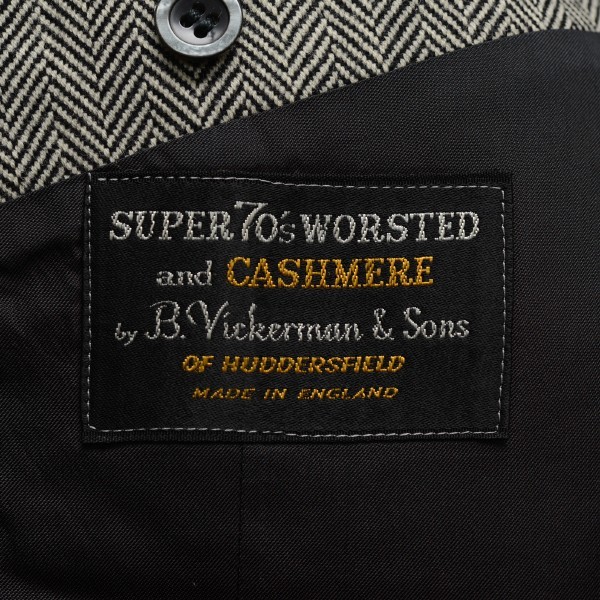 SUPER 70's WORSTED
and CASHMERE
by B. Vickerman & Sons
OF HUDDERSFIELD
MADE IN ENGLAND